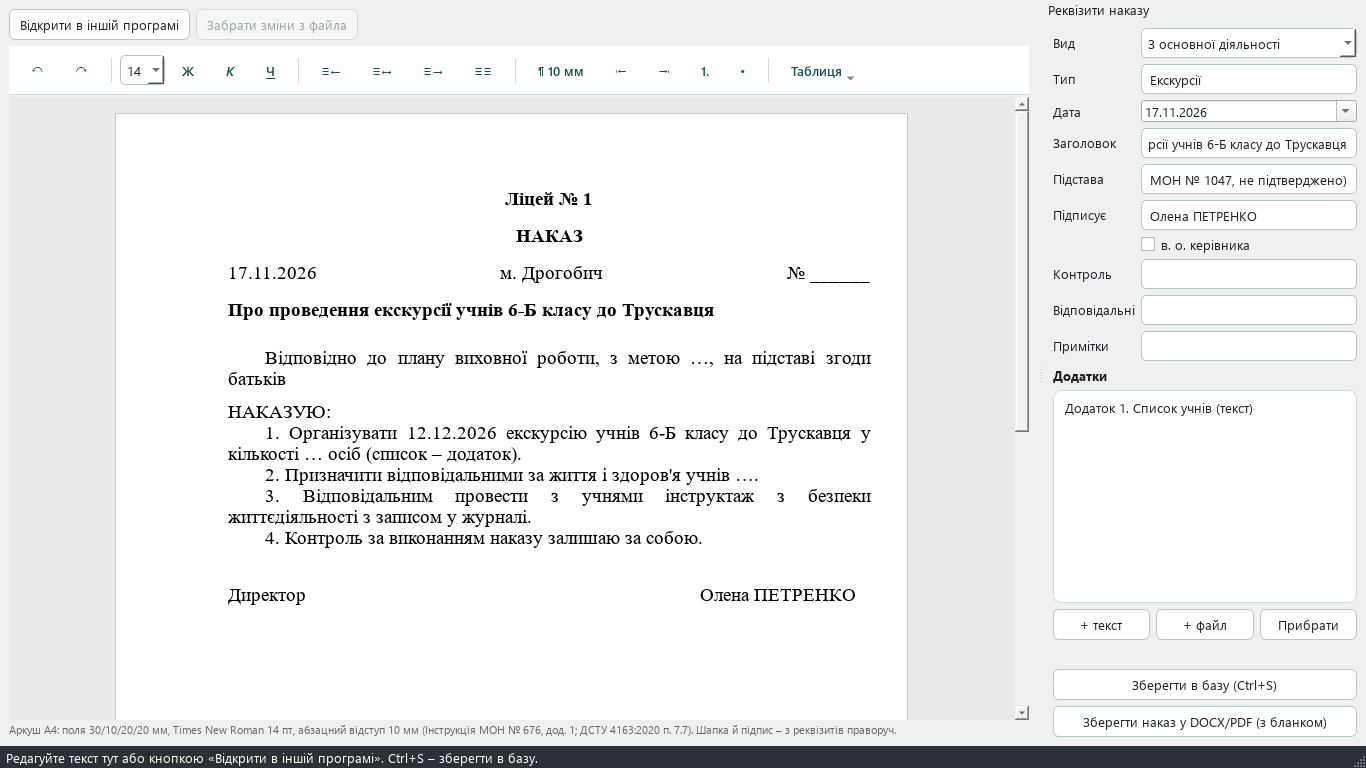 Відкрити в іншій програмі
Забрати зміни з файла
14
Ж
К
Ч
¶ 10 мм
1.
•
Таблиця
Ліцей № 1
НАКАЗ
17.11.2026 м. Дрогобич № ______
Про проведення екскурсії учнів 6-Б класу до Трускавця
Відповідно до плану виховної роботи, з метою …, на підставі згоди
батьків
НАКАЗУЮ:
1. Організувати 12.12.2026 екскурсію учнів 6-Б класу до Трускавця у
кількості … осіб (список – додаток).
2. Призначити відповідальними за життя і здоров'я учнів ….
3. Відповідальним провести з учнями інструктаж з безпеки
життєдіяльності з записом у журналі.
4. Контроль за виконанням наказу залишаю за собою.
Директор Олена ПЕТРЕНКО
Аркуш А4: поля 30/10/20/20 мм, Times New Roman 14 пт, абзацний відступ 10 мм (Інструкція МОН № 676, дод. 1; ДСТУ 4163:2020 п. 7.7). Шапка й підпис – з реквізитів праворуч.
Реквізити наказу
Вид З основної діяльності
Тип Екскурсії
Дата 17.11.2026
Заголовок рсії учнів 6-Б класу до Трускавця
Підстава МОН № 1047, не підтверджено)
Підписує Олена ПЕТРЕНКО
в. о. керівника
Контроль
Відповідальні
Примітки
Додатки
Додаток 1. Список учнів (текст)
+ текст
+ файл
Прибрати
Зберегти в базу (Ctrl+S)
Зберегти наказ у DOCX/PDF (з бланком)
Редагуйте текст тут або кнопкою «Відкрити в іншій програмі». Ctrl+S – зберегти в базу.